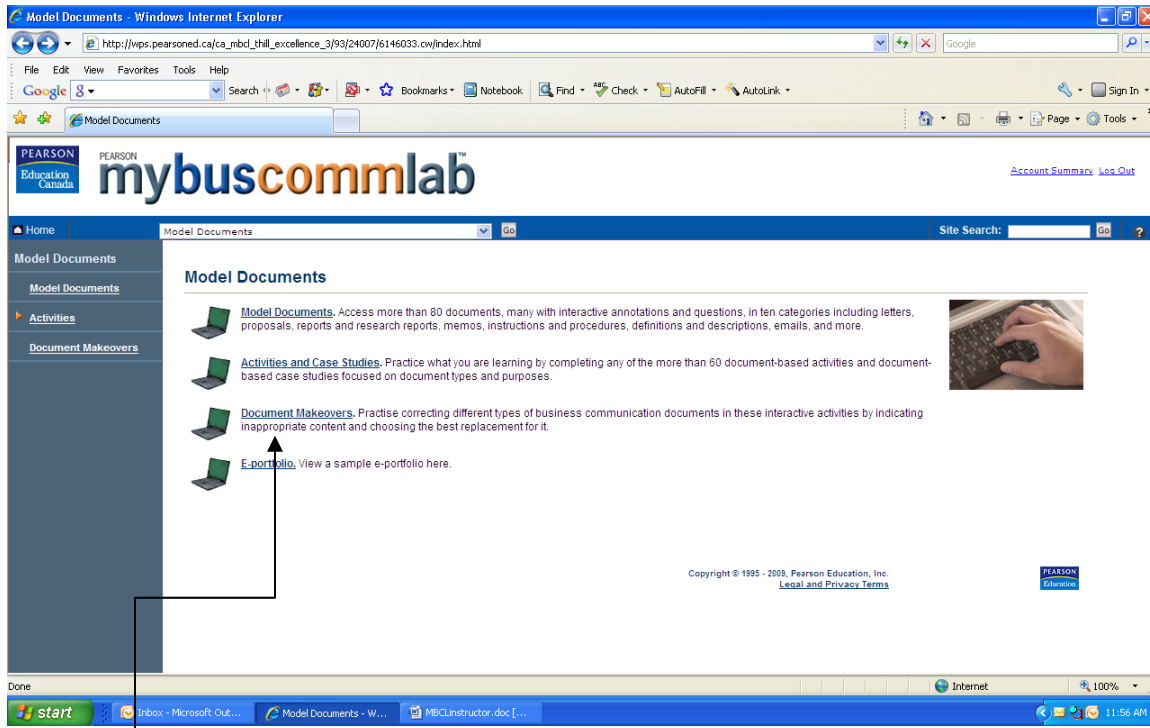 Model Documents - Windows Internet Explorer
http://wps.pearsoned.ca/ca_mbcl_thill_excellence_3/93/24007/6146033.cw/index.html
Google
File Edit View Favorites Tools Help
Google Search Bookmarks Notebook Find Check AutoFill AutoLink Sign In
Model Documents Page Tools
PEARSON
Education
Canada
PEARSON
mybuscommlab™
Account Summary Log Out
Home Model Documents Go Site Search: Go ?
Model Documents
Model Documents
Activities
Document Makeovers
Model Documents
Model Documents. Access more than 80 documents, many with interactive annotations and questions, in ten categories including letters,
proposals, reports and research reports, memos, instructions and procedures, definitions and descriptions, emails, and more.
Activities and Case Studies. Practice what you are learning by completing any of the more than 60 document-based activities and document-
based case studies focused on document types and purposes.
Document Makeovers. Practise correcting different types of business communication documents in these interactive activities by indicating
inappropriate content and choosing the best replacement for it.
E-portfolio. View a sample e-portfolio here.
Copyright © 1995 - 2009, Pearson Education, Inc.
Legal and Privacy Terms
PEARSON
Education
Done Internet 100%
start Inbox - Microsoft Out... Model Documents - W... MBCLinstructor.doc [... 11:56 AM